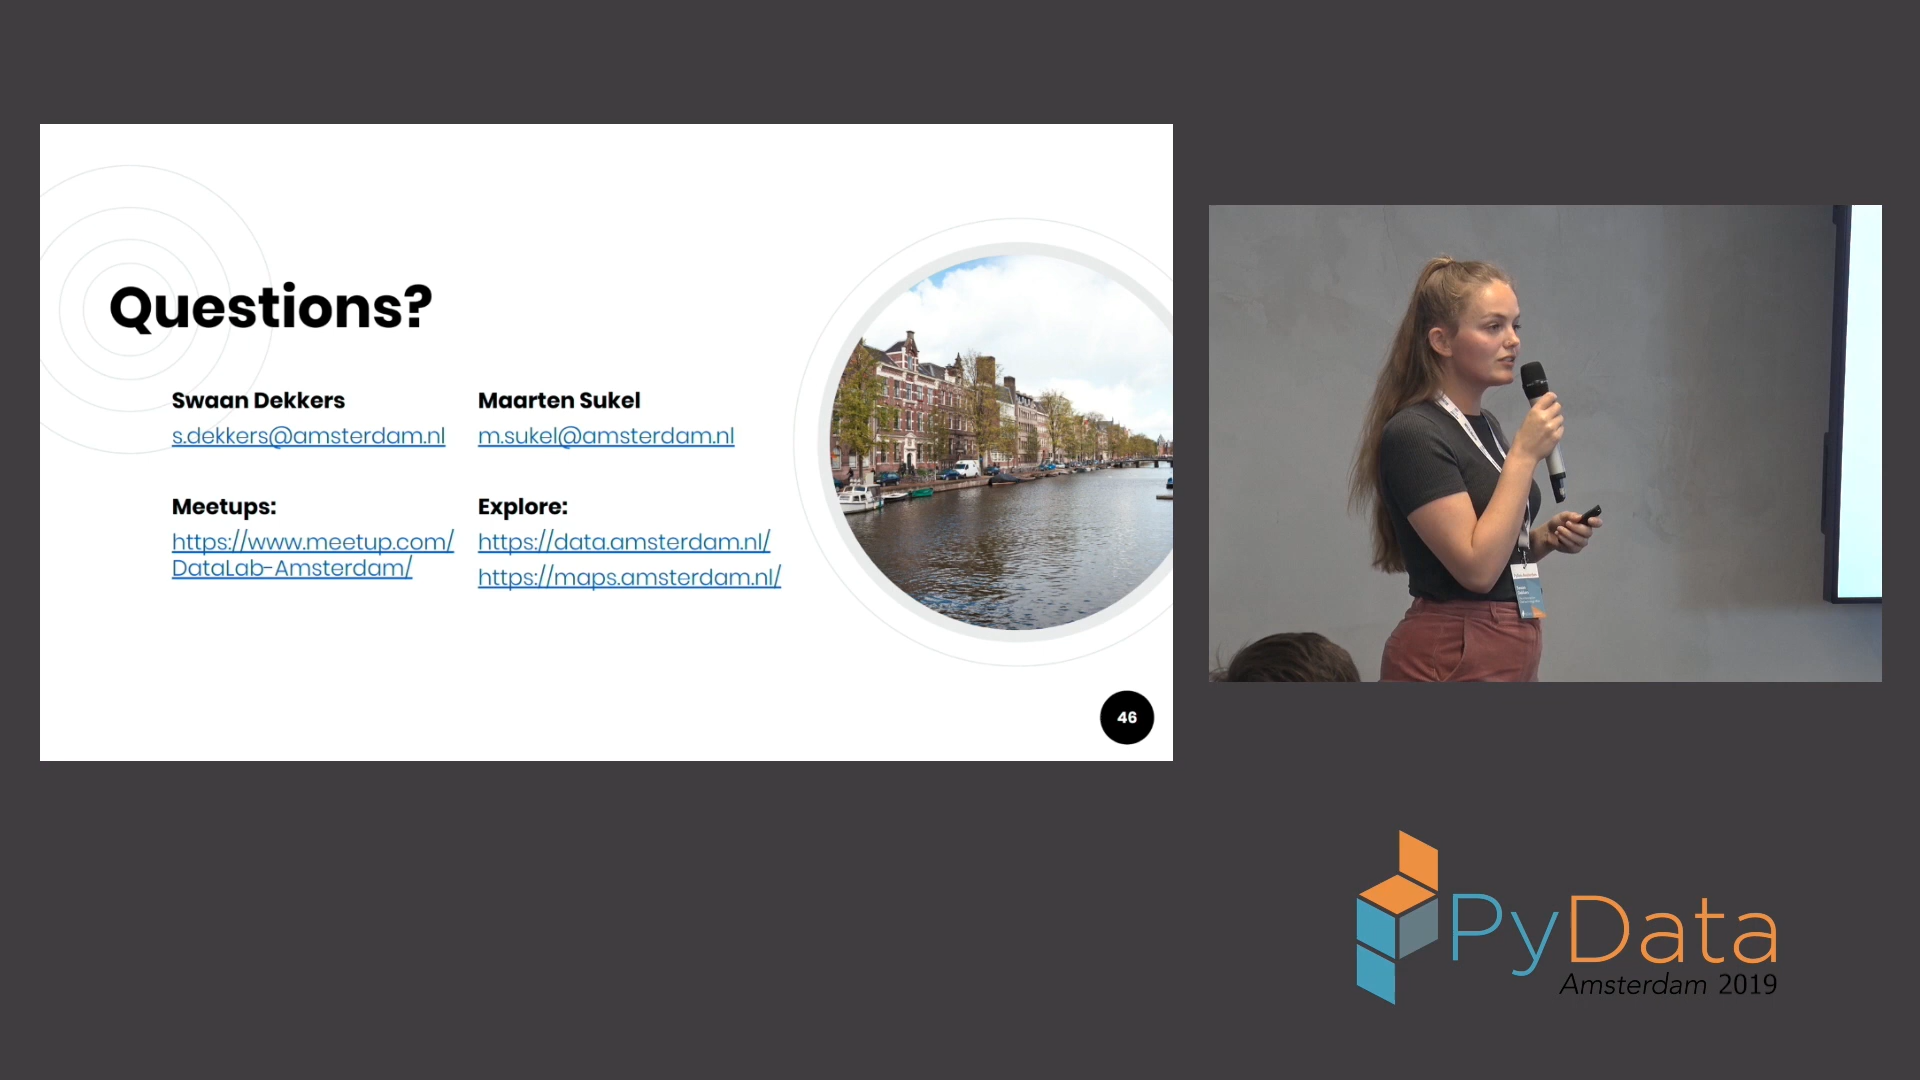 Questions?
Swaan Dekkers
s.dekkers@amsterdam.nl
Maarten Sukel
m.sukel@amsterdam.nl
Meetups:
https://www.meetup.com/
DataLab-Amsterdam/
Explore:
https://data.amsterdam.nl/
https://maps.amsterdam.nl/
46
PyData
Amsterdam 2019